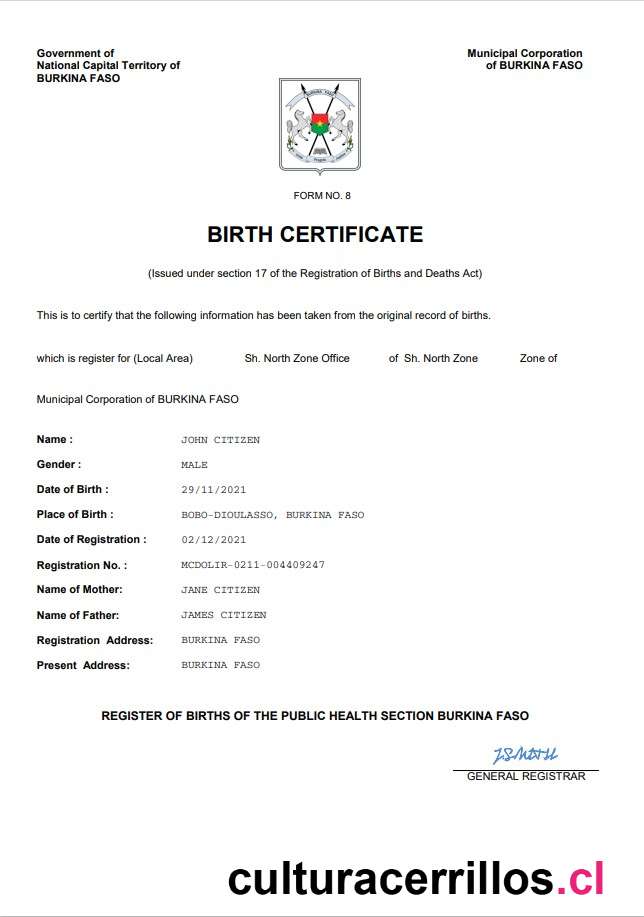 Government of
National Capital Territory of
BURKINA FASO
Municipal Corporation
of BURKINA FASO
BURKINA FASO
FORM NO. 8
BIRTH CERTIFICATE
(Issued under section 17 of the Registration of Births and Deaths Act)
This is to certify that the following information has been taken from the original record of births.
which is register for (Local Area) Sh. North Zone Office of Sh. North Zone Zone of
Municipal Corporation of BURKINA FASO
Name : JOHN CITIZEN
Gender : MALE
Date of Birth : 29/11/2021
Place of Birth : BOBO-DIOULASSO, BURKINA FASO
Date of Registration : 02/12/2021
Registration No. : MCDOLIR-0211-004409247
Name of Mother: JANE CITIZEN
Name of Father: JAMES CITIZEN
Registration Address: BURKINA FASO
Present Address: BURKINA FASO
REGISTER OF BIRTHS OF THE PUBLIC HEALTH SECTION BURKINA FASO
GENERAL REGISTRAR
culturacerrillos.cl